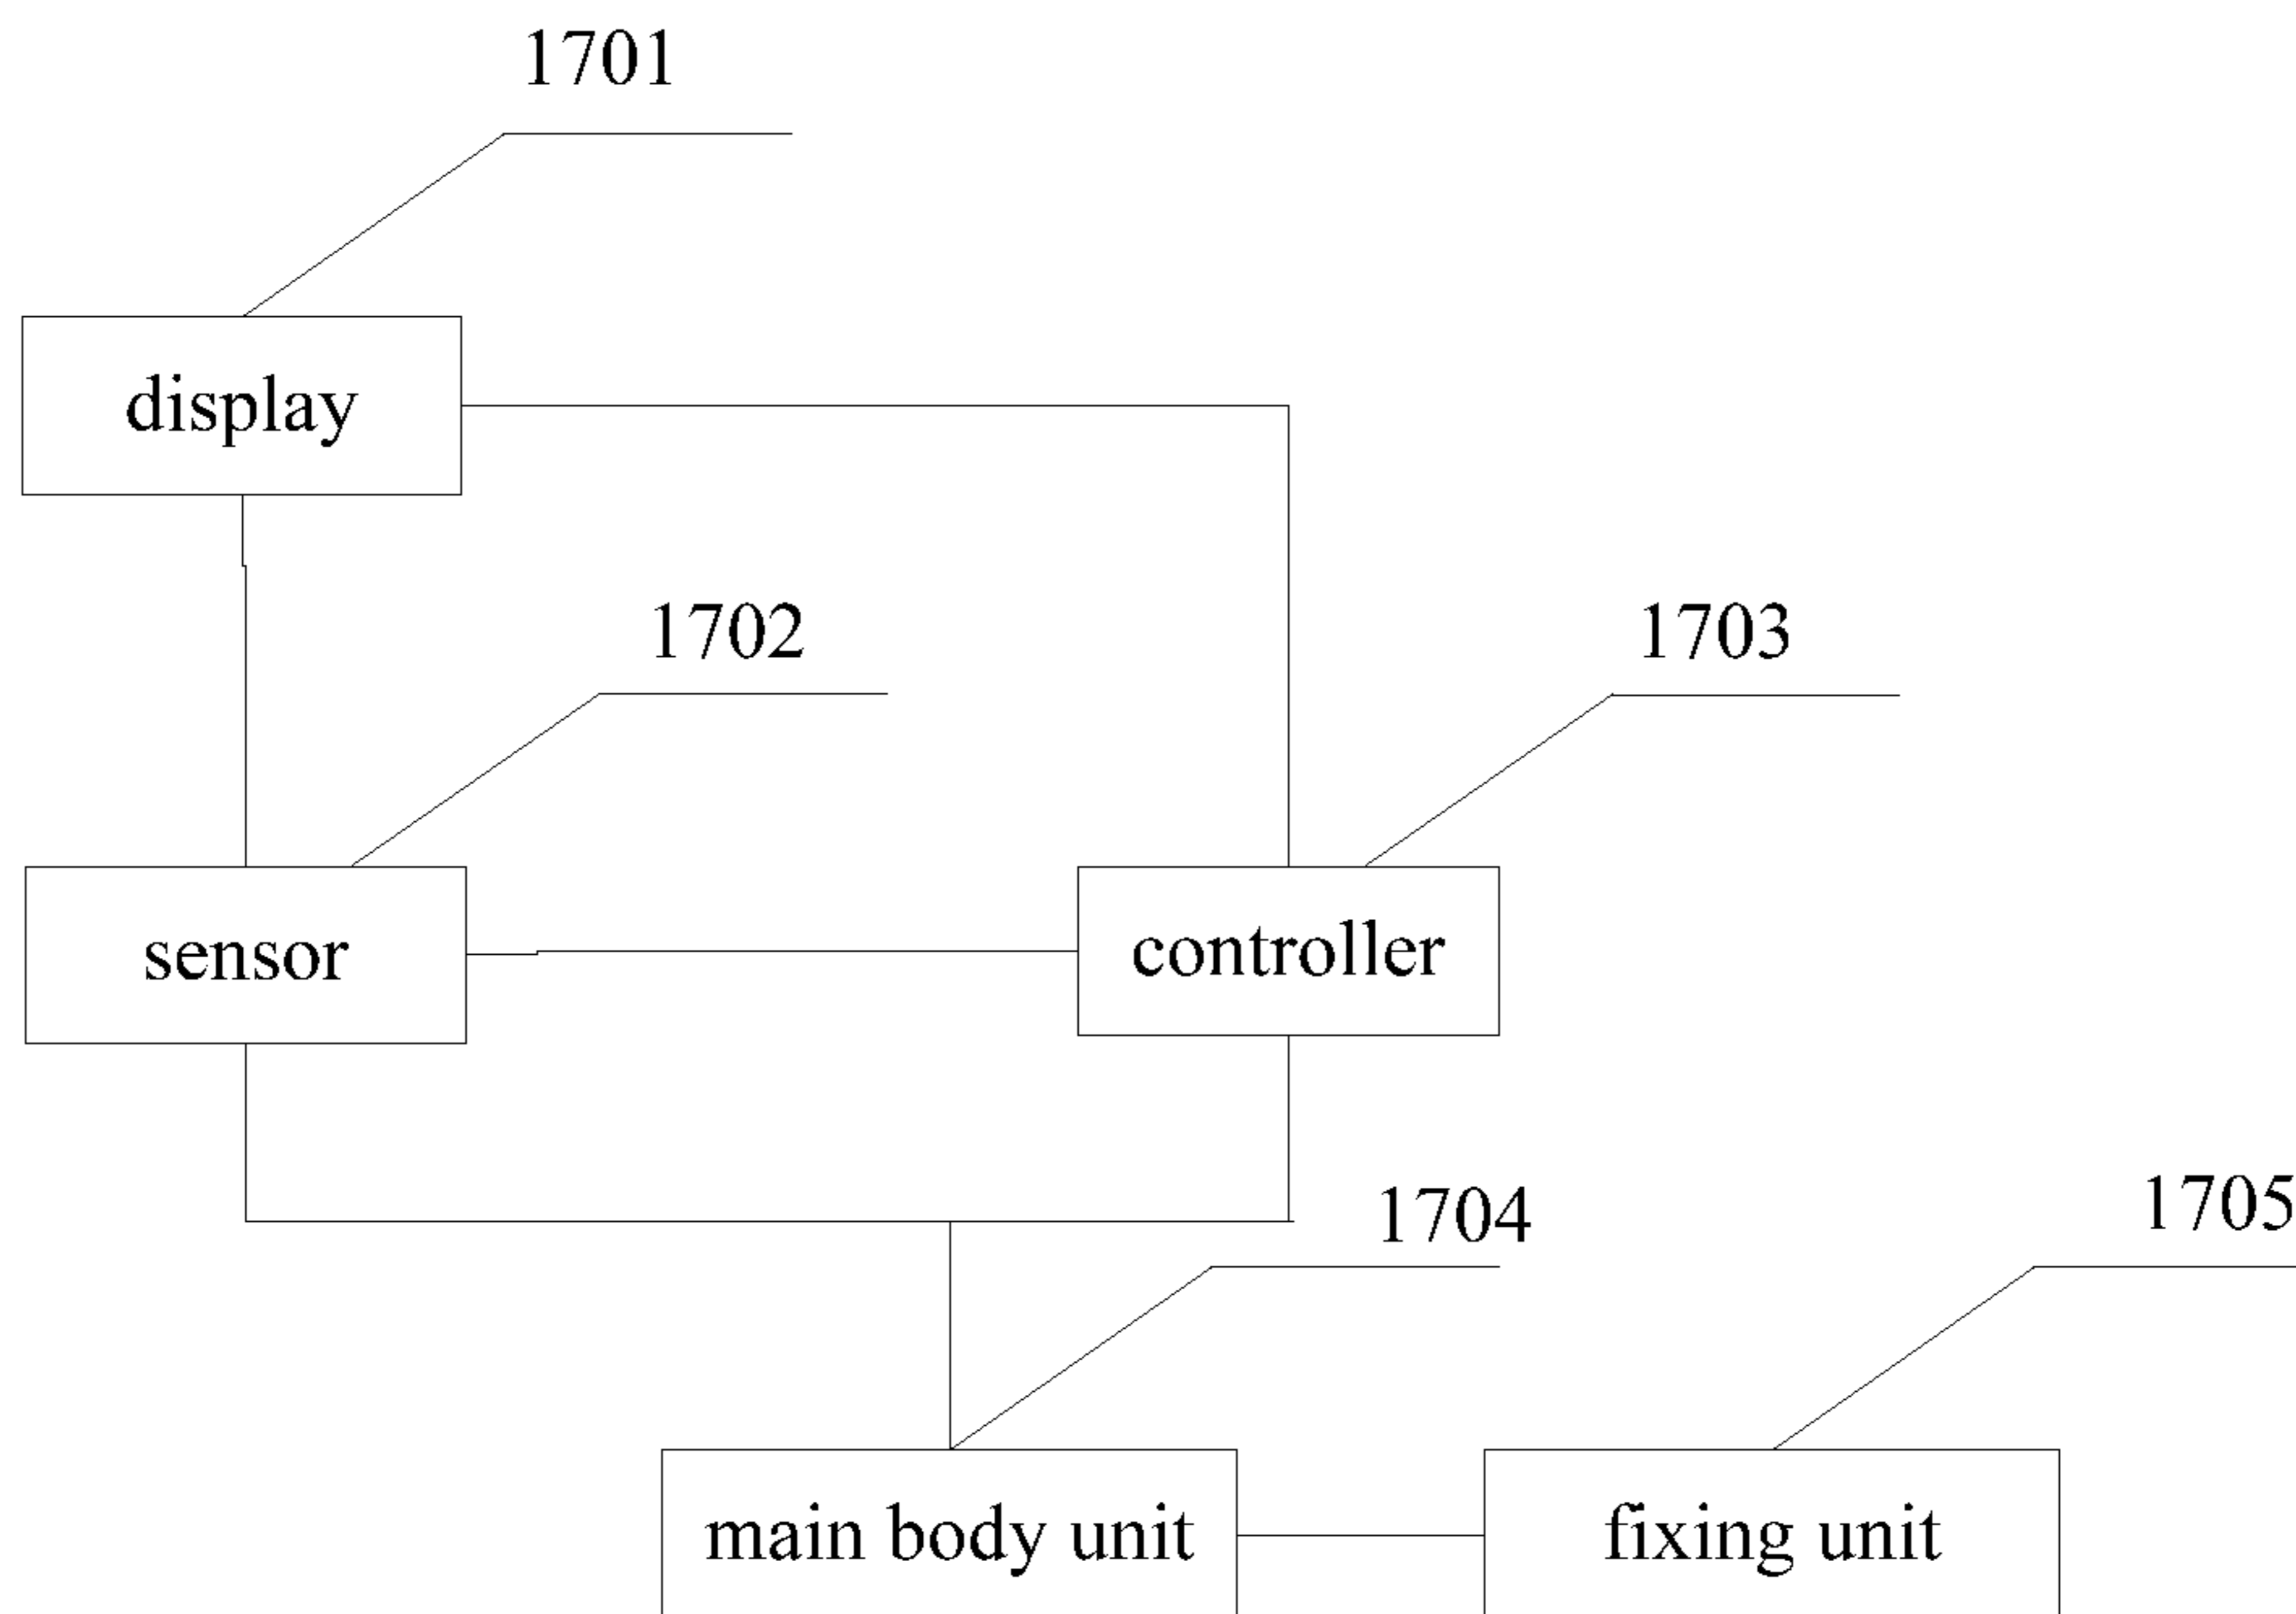 1701
display
1702
1703
sensor
controller
1704
1705
main body unit
fixing unit